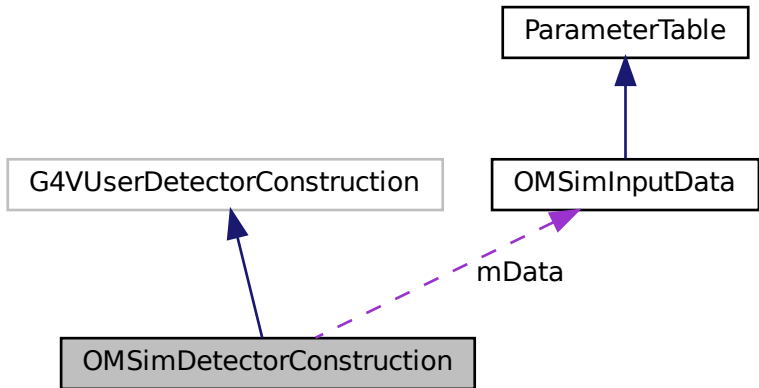 ParameterTable
G4VUserDetectorConstruction
OMSimInputData
mData
OMSimDetectorConstruction